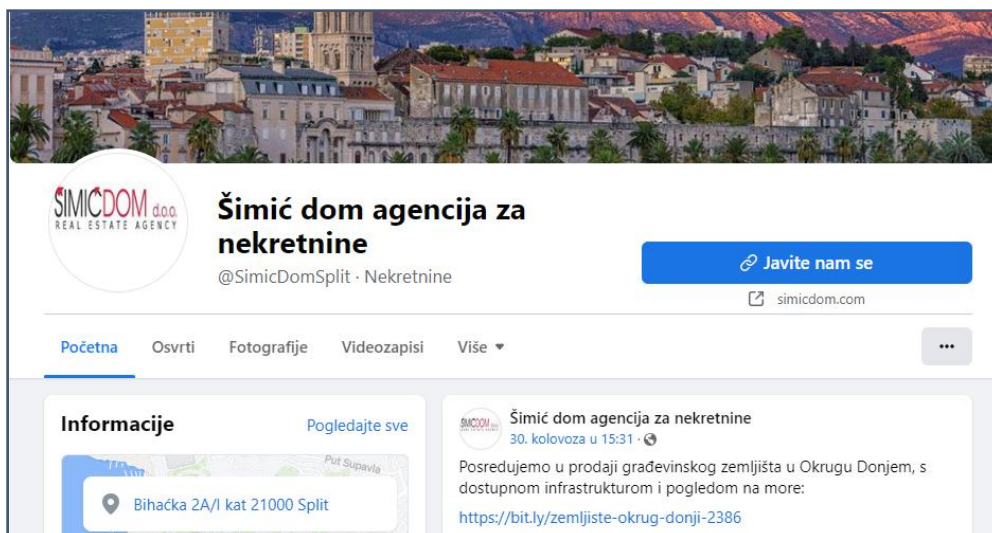 ŠIMIĆDOM d.o.o.
REAL ESTATE AGENCY
Šimić dom agencija za
nekretnine
@SimicDomSplit · Nekretnine
Javite nam se
simicdom.com
Početna
Osvrti
Fotografije
Videozapisi
Više
Informacije
Pogledajte sve
Put Supavla
Bihaćka 2A/I kat 21000 Split
Šimić dom agencija za nekretnine
30. kolovoza u 15:31 ·
Posredujemo u prodaji građevinskog zemljišta u Okrugu Donjem, s
dostupnom infrastrukturom i pogledom na more:
https://bit.ly/zemljiste-okrug-donji-2386